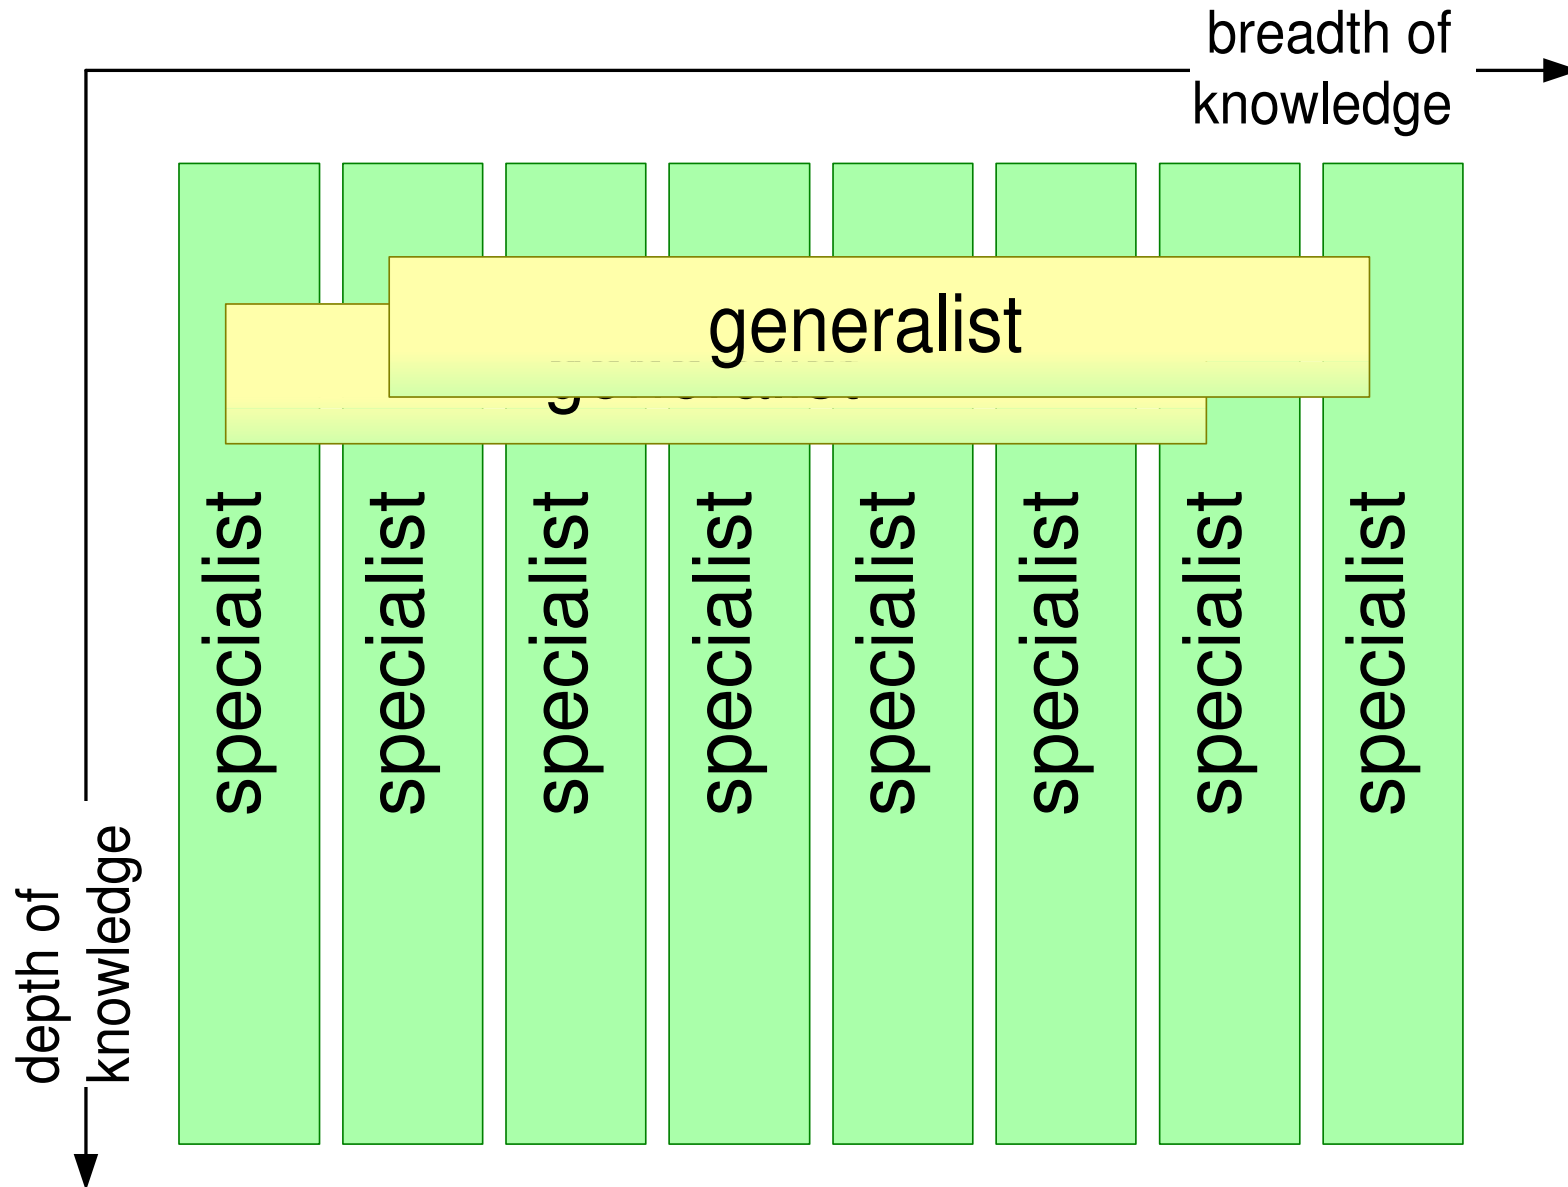 breadth of
knowledge
generalist
specialist
specialist
specialist
specialist
specialist
specialist
specialist
specialist
depth of
knowledge